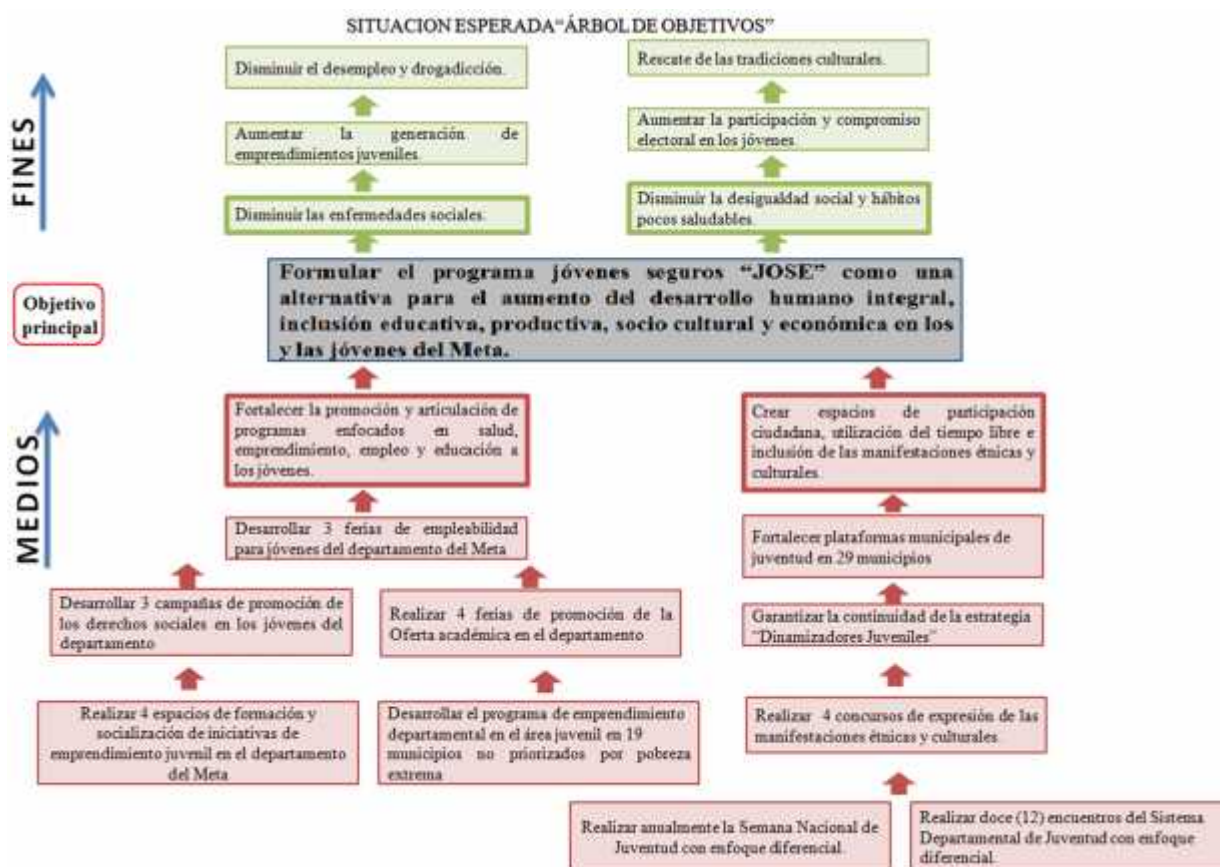 SITUACION ESPERADA“ÁRBOL DE OBJETIVOS”
FINES
Disminuir el desempleo y drogadicción.
Rescate de las tradiciones culturales.
Aumentar la generación de
emprendimientos juveniles.
Aumentar la participación y compromiso
electoral en los jóvenes.
Disminuir las enfermedades sociales.
Disminuir la desigualdad social y hábitos
pocos saludables.
Objetivo
principal
Formular el programa jóvenes seguros “JOSE” como una
alternativa para el aumento del desarrollo humano integral,
inclusión educativa, productiva, socio cultural y económica en los
y las jóvenes del Meta.
MEDIOS
Fortalecer la promoción y articulación de
programas enfocados en salud,
emprendimiento, empleo y educación a
los jóvenes.
Crear espacios de participación
ciudadana, utilización del tiempo libre e
inclusión de las manifestaciones étnicas y
culturales.
Desarrollar 3 ferias de empleabilidad
para jóvenes del departamento del Meta
Fortalecer plataformas municipales de
juventud en 29 municipios
Desarrollar 3 campañas de promoción de
los derechos sociales en los jóvenes del
departamento
Realizar 4 ferias de promoción de la
Oferta académica en el departamento
Garantizar la continuidad de la estrategia
“Dinamizadores Juveniles”
Realizar 4 espacios de formación y
socialización de iniciativas de
emprendimiento juvenil en el departamento
del Meta
Desarrollar el programa de emprendimiento
departamental en el área juvenil en 19
municipios no priorizados por pobreza
extrema
Realizar 4 concursos de expresión de las
manifestaciones étnicas y culturales.
Realizar anualmente la Semana Nacional de
Juventud con enfoque diferencial.
Realizar doce (12) encuentros del Sistema
Departamental de Juventud con enfoque
diferencial.